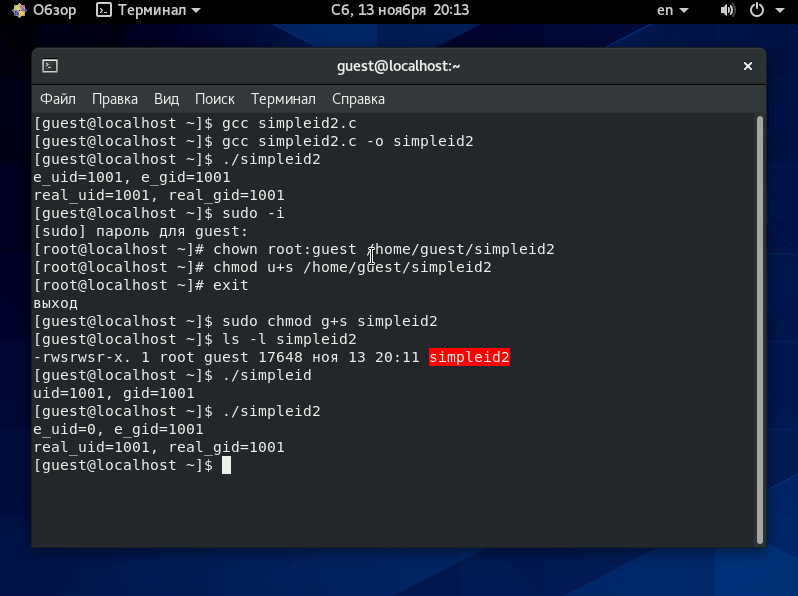 Обзор Терминал Сб, 13 ноября 20:13 en
guest@localhost:~
Файл Правка Вид Поиск Терминал Справка
[guest@localhost ~]$ gcc simpleid2.c
[guest@localhost ~]$ gcc simpleid2.c -o simpleid2
[guest@localhost ~]$ ./simpleid2
e_uid=1001, e_gid=1001
real_uid=1001, real_gid=1001
[guest@localhost ~]$ sudo -i
[sudo] пароль для guest:
[root@localhost ~]# chown root:guest /home/guest/simpleid2
[root@localhost ~]# chmod u+s /home/guest/simpleid2
[root@localhost ~]# exit
выход
[guest@localhost ~]$ sudo chmod g+s simpleid2
[guest@localhost ~]$ ls -l simpleid2
-rwsrwsr-x. 1 root guest 17648 ноя 13 20:11 simpleid2
[guest@localhost ~]$ ./simpleid
uid=1001, gid=1001
[guest@localhost ~]$ ./simpleid2
e_uid=0, e_gid=1001
real_uid=1001, real_gid=1001
[guest@localhost ~]$